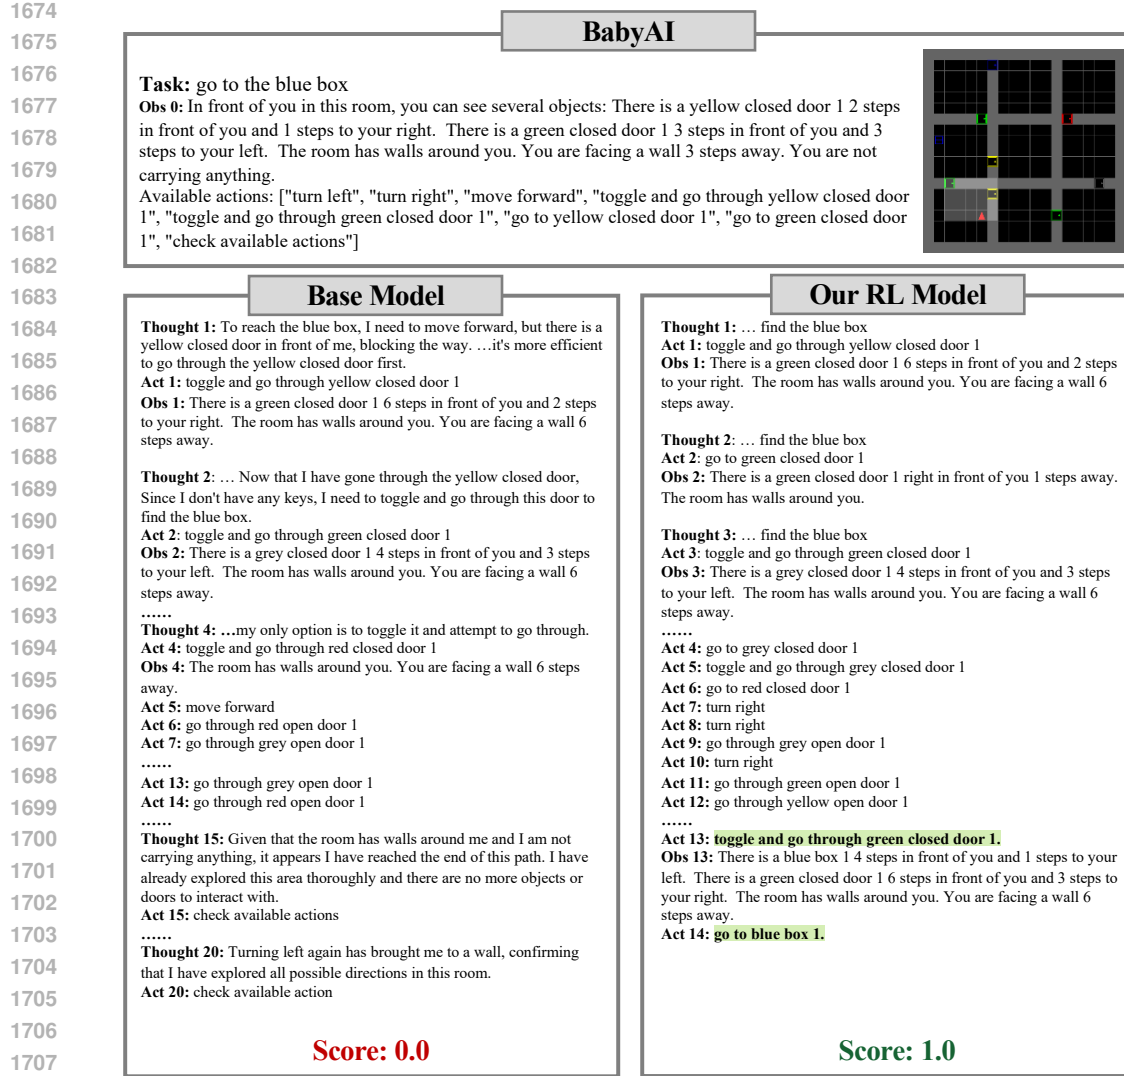 1674
1675
1676
1677
1678
1679
1680
1681
1682
1683
1684
1685
1686
1687
1688
1689
1690
1691
1692
1693
1694
1695
1696
1697
1698
1699
1700
1701
1702
1703
1704
1705
1706
1707
BabyAI
Task: go to the blue box
Obs 0: In front of you in this room, you can see several objects: There is a yellow closed door 1 2 steps
in front of you and 1 steps to your right. There is a green closed door 1 3 steps in front of you and 3
steps to your left. The room has walls around you. You are facing a wall 3 steps away. You are not
carrying anything.
Available actions: ["turn left", "turn right", "move forward", "toggle and go through yellow closed door
1", "toggle and go through green closed door 1", "go to yellow closed door 1", "go to green closed door
1", "check available actions"]
Base Model
Thought 1: To reach the blue box, I need to move forward, but there is a
yellow closed door in front of me, blocking the way. …it's more efficient
to go through the yellow closed door first.
Act 1: toggle and go through yellow closed door 1
Obs 1: There is a green closed door 1 6 steps in front of you and 2 steps
to your right. The room has walls around you. You are facing a wall 6
steps away.
Thought 2: … Now that I have gone through the yellow closed door,
Since I don't have any keys, I need to toggle and go through this door to
find the blue box.
Act 2: toggle and go through green closed door 1
Obs 2: There is a grey closed door 1 4 steps in front of you and 3 steps
to your left. The room has walls around you. You are facing a wall 6
steps away.
……
Thought 4: …my only option is to toggle it and attempt to go through.
Act 4: toggle and go through red closed door 1
Obs 4: The room has walls around you. You are facing a wall 6 steps
away.
Act 5: move forward
Act 6: go through red open door 1
Act 7: go through grey open door 1
……
Act 13: go through grey open door 1
Act 14: go through red open door 1
……
Thought 15: Given that the room has walls around me and I am not
carrying anything, it appears I have reached the end of this path. I have
already explored this area thoroughly and there are no more objects or
doors to interact with.
Act 15: check available actions
……
Thought 20: Turning left again has brought me to a wall, confirming
that I have explored all possible directions in this room.
Act 20: check available action
Score: 0.0
Our RL Model
Thought 1: … find the blue box
Act 1: toggle and go through yellow closed door 1
Obs 1: There is a green closed door 1 6 steps in front of you and 2 steps
to your right. The room has walls around you. You are facing a wall 6
steps away.
Thought 2: … find the blue box
Act 2: go to green closed door 1
Obs 2: There is a green closed door 1 right in front of you 1 steps away.
The room has walls around you.
Thought 3: … find the blue box
Act 3: toggle and go through green closed door 1
Obs 3: There is a grey closed door 1 4 steps in front of you and 3 steps
to your left. The room has walls around you. You are facing a wall 6
steps away.
……
Act 4: go to grey closed door 1
Act 5: toggle and go through grey closed door 1
Act 6: go to red closed door 1
Act 7: turn right
Act 8: turn right
Act 9: go through grey open door 1
Act 10: turn right
Act 11: go through green open door 1
Act 12: go through yellow open door 1
……
Act 13: toggle and go through green closed door 1.
Obs 13: There is a blue box 1 4 steps in front of you and 1 steps to your
left. There is a green closed door 1 6 steps in front of you and 3 steps to
your right. The room has walls around you. You are facing a wall 6
steps away.
Act 14: go to blue box 1.
Score: 1.0